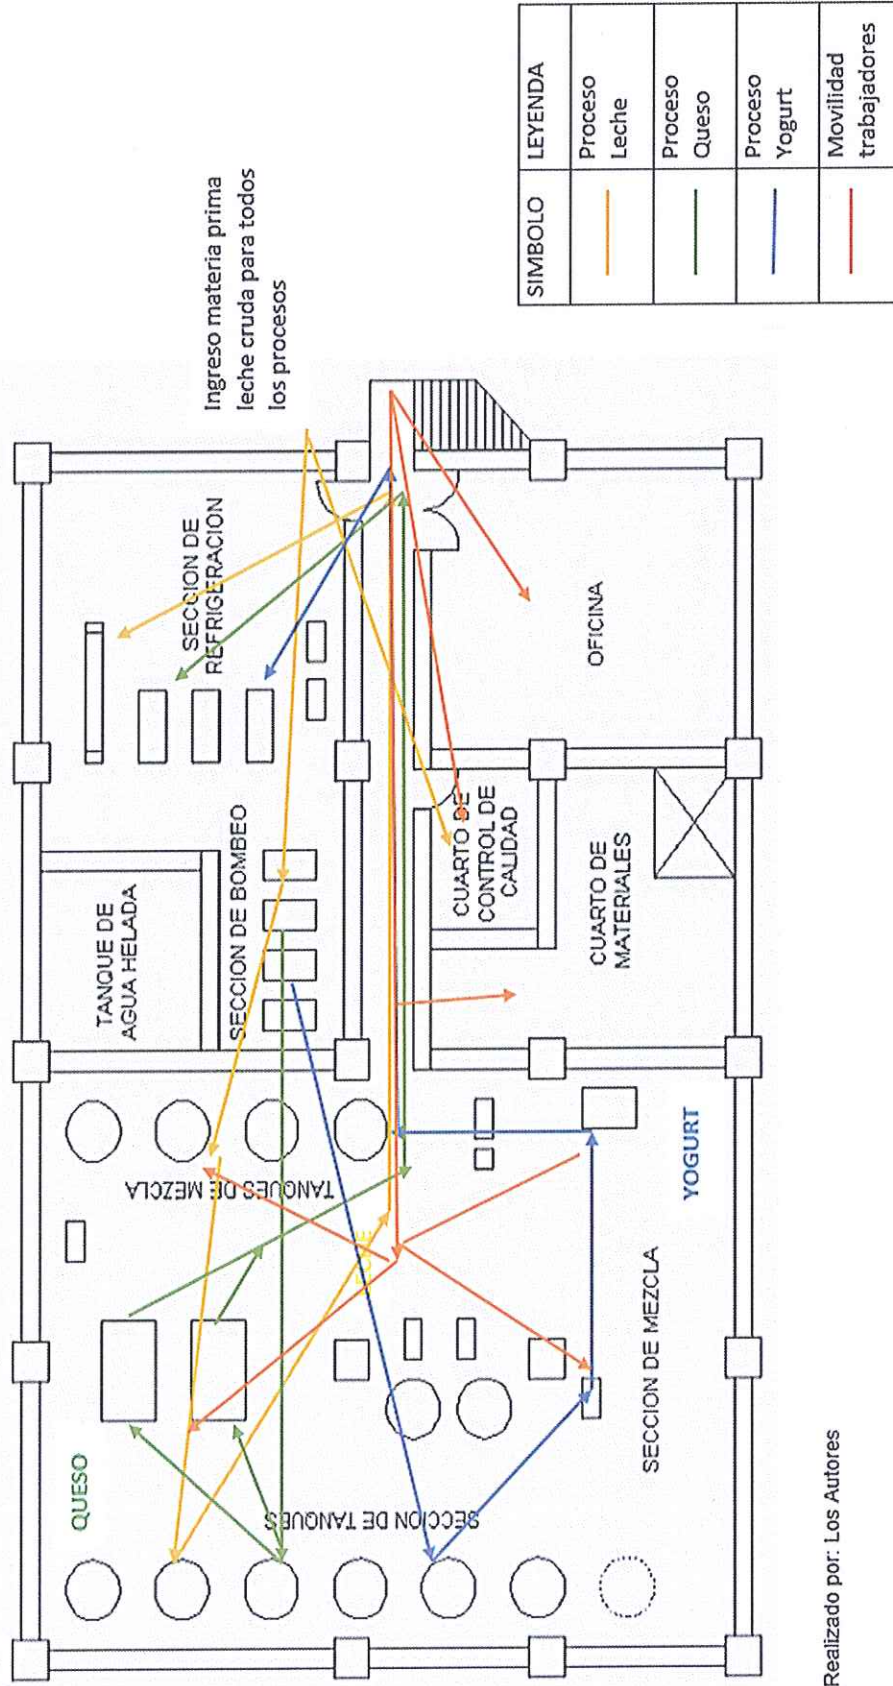 Ingreso materia prima
leche cruda para todos
los procesos
SIMBOLO
LEYENDA
Proceso
Leche
Proceso
Queso
Proceso
Yogurt
Movilidad
trabajadores
QUESO
TANQUE DE
AGUA HELADA
SECCION DE BOMBEO
SECCION DE
REFRIGERACION
TANQUES DE MEZCLA
SECCION DE TANQUES
CUARTO DE
CONTROL DE
CALIDAD
CUARTO DE
MATERIALES
OFICINA
SECCION DE MEZCLA
YOGURT
Realizado por: Los Autores